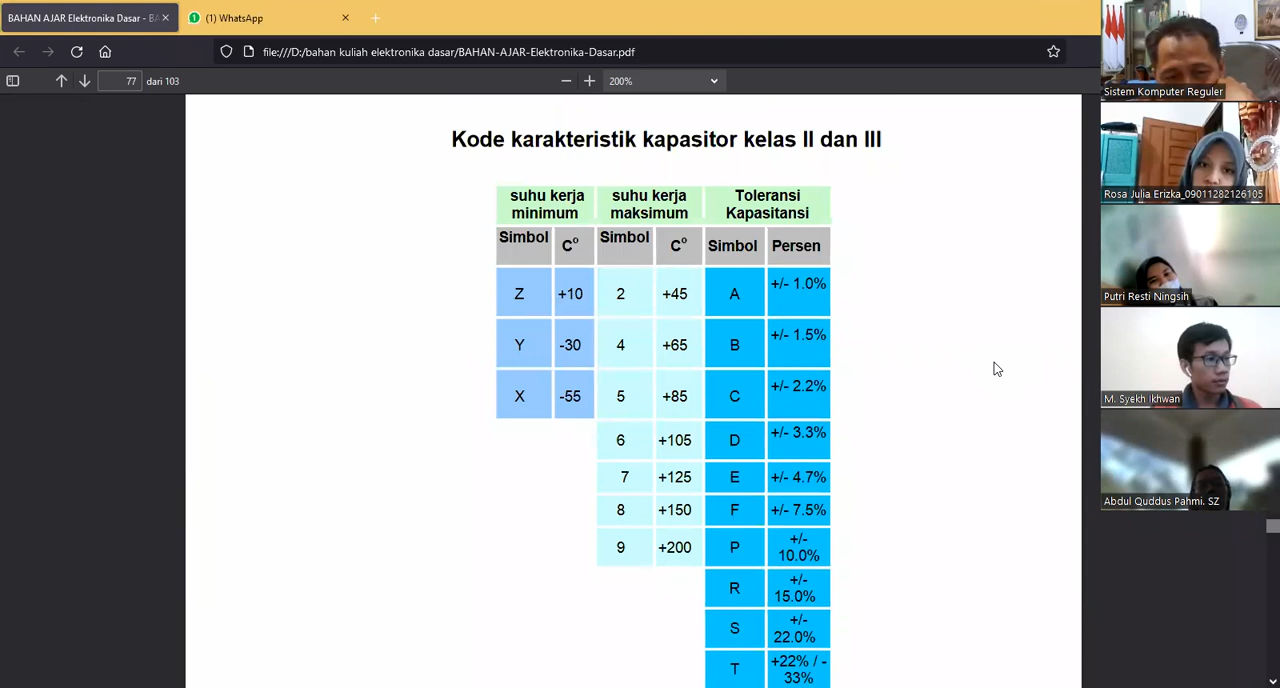 BAHAN AJAR Elektronika Dasar - BA
(1) WhatsApp
file:///D:/bahan kuliah elektronika dasar/BAHAN-AJAR-Elektronika-Dasar.pdf
77 dari 103
200%
Kode karakteristik kapasitor kelas II dan III
suhu kerja minimum
suhu kerja maksimum
Toleransi Kapasitansi
Simbol C° Simbol C° Simbol Persen
Z +10 2 +45 A +/- 1.0%
Y -30 4 +65 B +/- 1.5%
X -55 5 +85 C +/- 2.2%
6 +105 D +/- 3.3%
7 +125 E +/- 4.7%
8 +150 F +/- 7.5%
9 +200 P +/- 10.0%
R +/- 15.0%
S +/- 22.0%
T +22% / - 33%
Sistem Komputer Reguler
Rosa Julia Erizka_09011282126105
Putri Resti Ningsih
M. Syekh Ikhwan
Abdul Quddus Pahmi. SZ